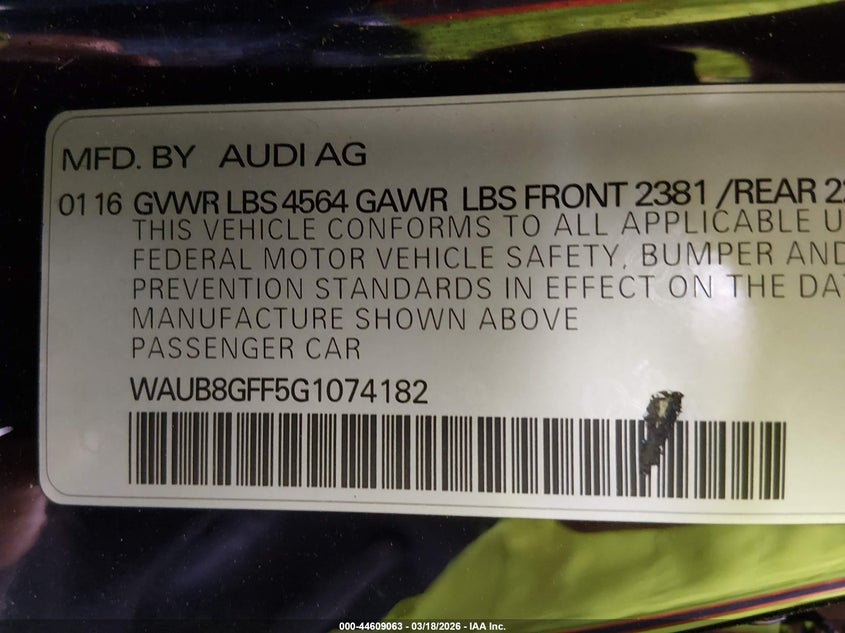 MFD. BY AUDI AG
01 16 GVWR LBS 4564 GAWR LBS FRONT 2381 /REAR
THIS VEHICLE CONFORMS TO ALL APPLICABLE
FEDERAL MOTOR VEHICLE SAFETY, BUMPER AND
PREVENTION STANDARDS IN EFFECT ON THE
MANUFACTURE SHOWN ABOVE
PASSENGER CAR
WAUB8GFF5G1074182
000-44609063 - 03/18/2026 - IAA Inc.